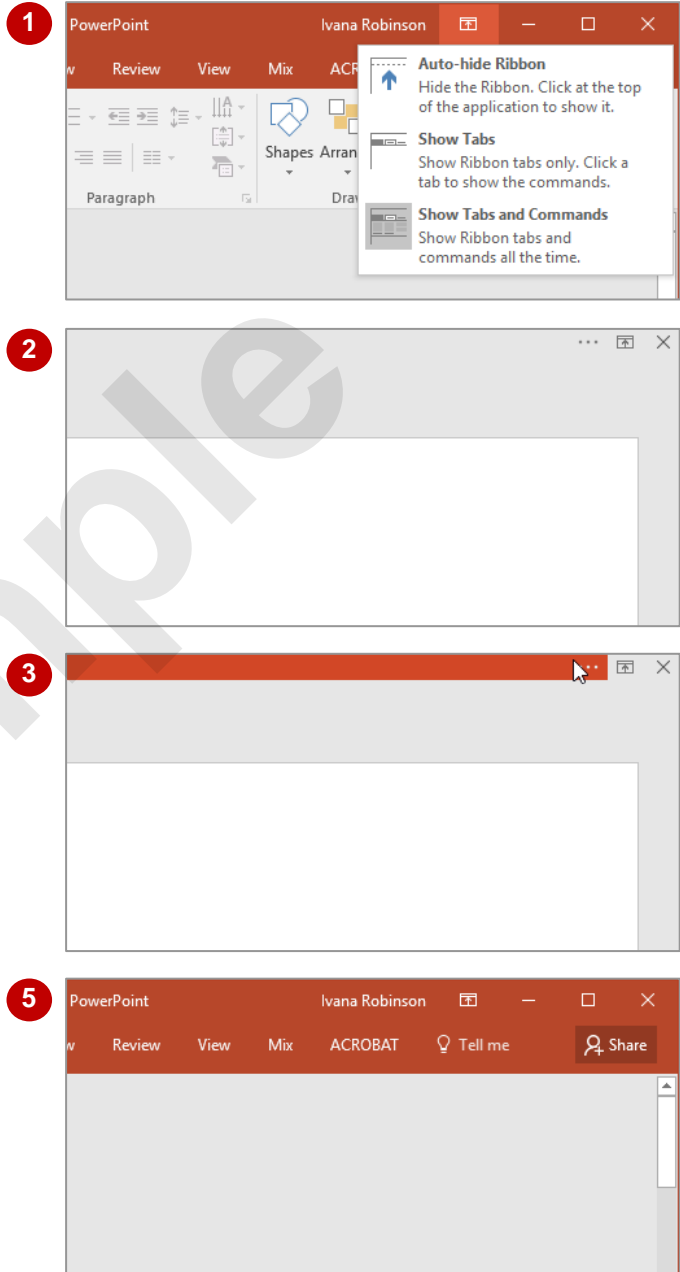 1
PowerPoint Ivana Robinson
w Review View Mix ACR
Auto-hide Ribbon
Hide the Ribbon. Click at the top
of the application to show it.
Show Tabs
Show Ribbon tabs only. Click a
tab to show the commands.
Show Tabs and Commands
Show Ribbon tabs and
commands all the time.
Shapes Arran
Paragraph Dra
2
3
5
PowerPoint Ivana Robinson
w Review View Mix ACROBAT Tell me Share
mple